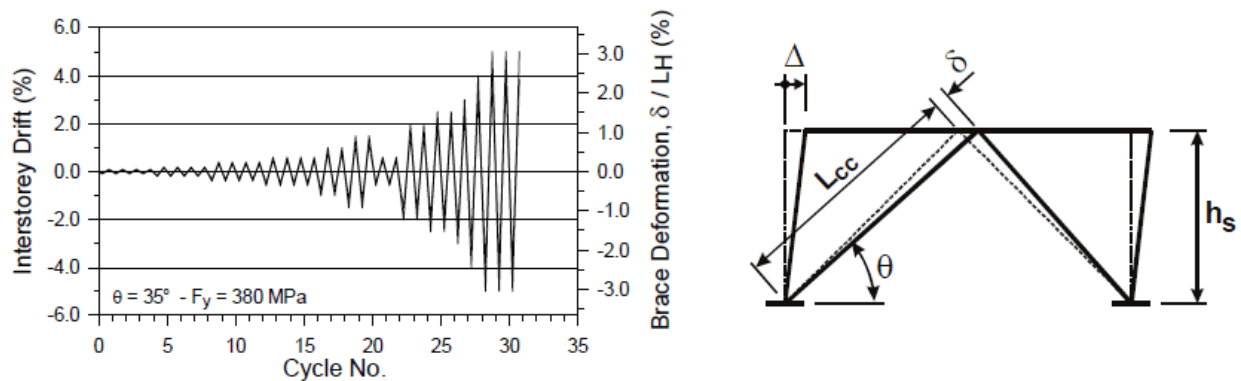 6.0
4.0
2.0
0.0
-2.0
-4.0
-6.0
Interstorey Drift (%)
θ = 35° - Fy = 380 MPa
0 5 10 15 20 25 30 35
Cycle No.
3.0
2.0
1.0
0.0
-1.0
-2.0
-3.0
Brace Deformation, δ / LH (%)
Δ
δ
Lcc
θ
hs